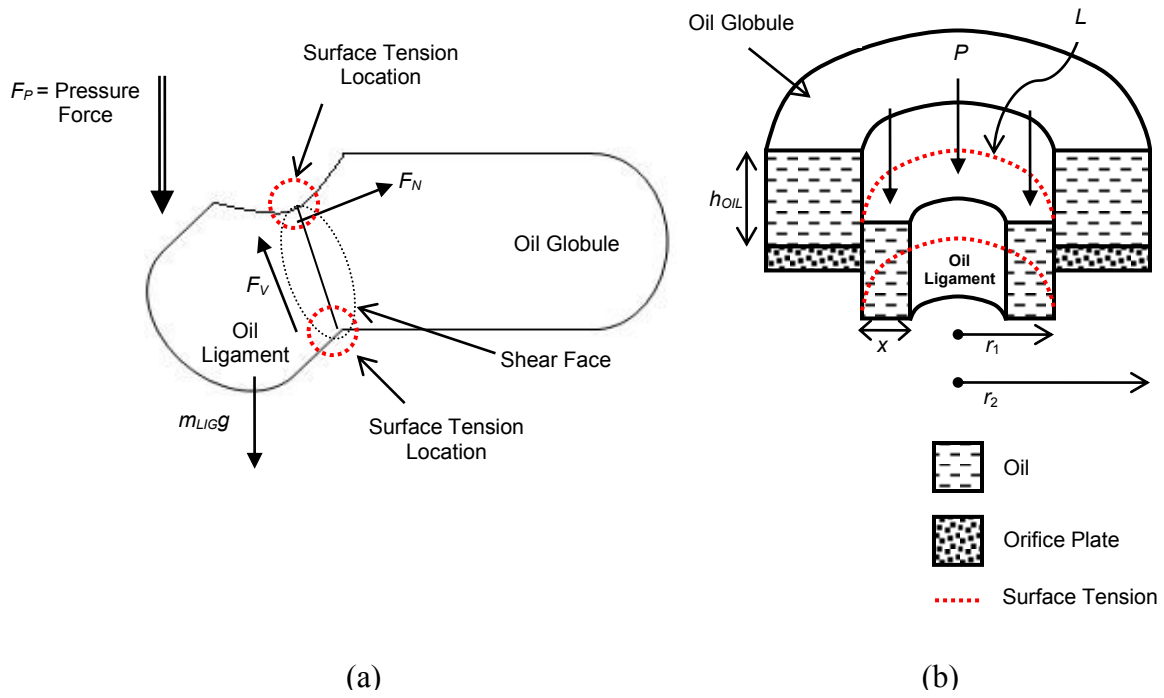 Surface Tension
Location
F_P = Pressure
Force
F_N
Oil Globule
F_V
Oil
Ligament
Shear Face
m_LIGg
Surface Tension
Location
(a)
Oil Globule
L
P
h_OIL
Oil
Ligament
x
r_1
r_2
Oil
Orifice Plate
Surface Tension
(b)